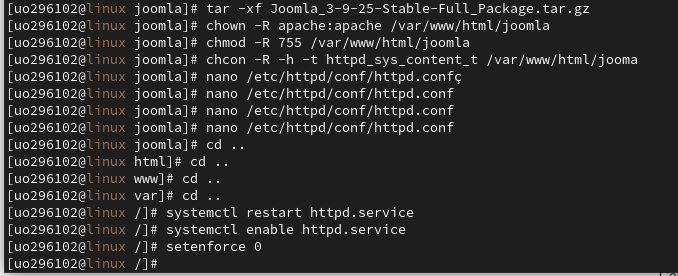 [uo296102@linux joomla]# tar -xf Joomla_3-9-25-Stable-Full_Package.tar.gz
[uo296102@linux joomla]# chown -R apache:apache /var/www/html/joomla
[uo296102@linux joomla]# chmod -R 755 /var/www/html/joomla
[uo296102@linux joomla]# chcon -R -h -t httpd_sys_content_t /var/www/html/jooma
[uo296102@linux joomla]# nano /etc/httpd/conf/httpd.confç
[uo296102@linux joomla]# nano /etc/httpd/conf/httpd.conf
[uo296102@linux joomla]# nano /etc/httpd/conf/httpd.conf
[uo296102@linux joomla]# nano /etc/httpd/conf/httpd.conf
[uo296102@linux joomla]# cd ..
[uo296102@linux html]# cd ..
[uo296102@linux www]# cd ..
[uo296102@linux var]# cd ..
[uo296102@linux /]# systemctl restart httpd.service
[uo296102@linux /]# systemctl enable httpd.service
[uo296102@linux /]# setenforce 0
[uo296102@linux /]#